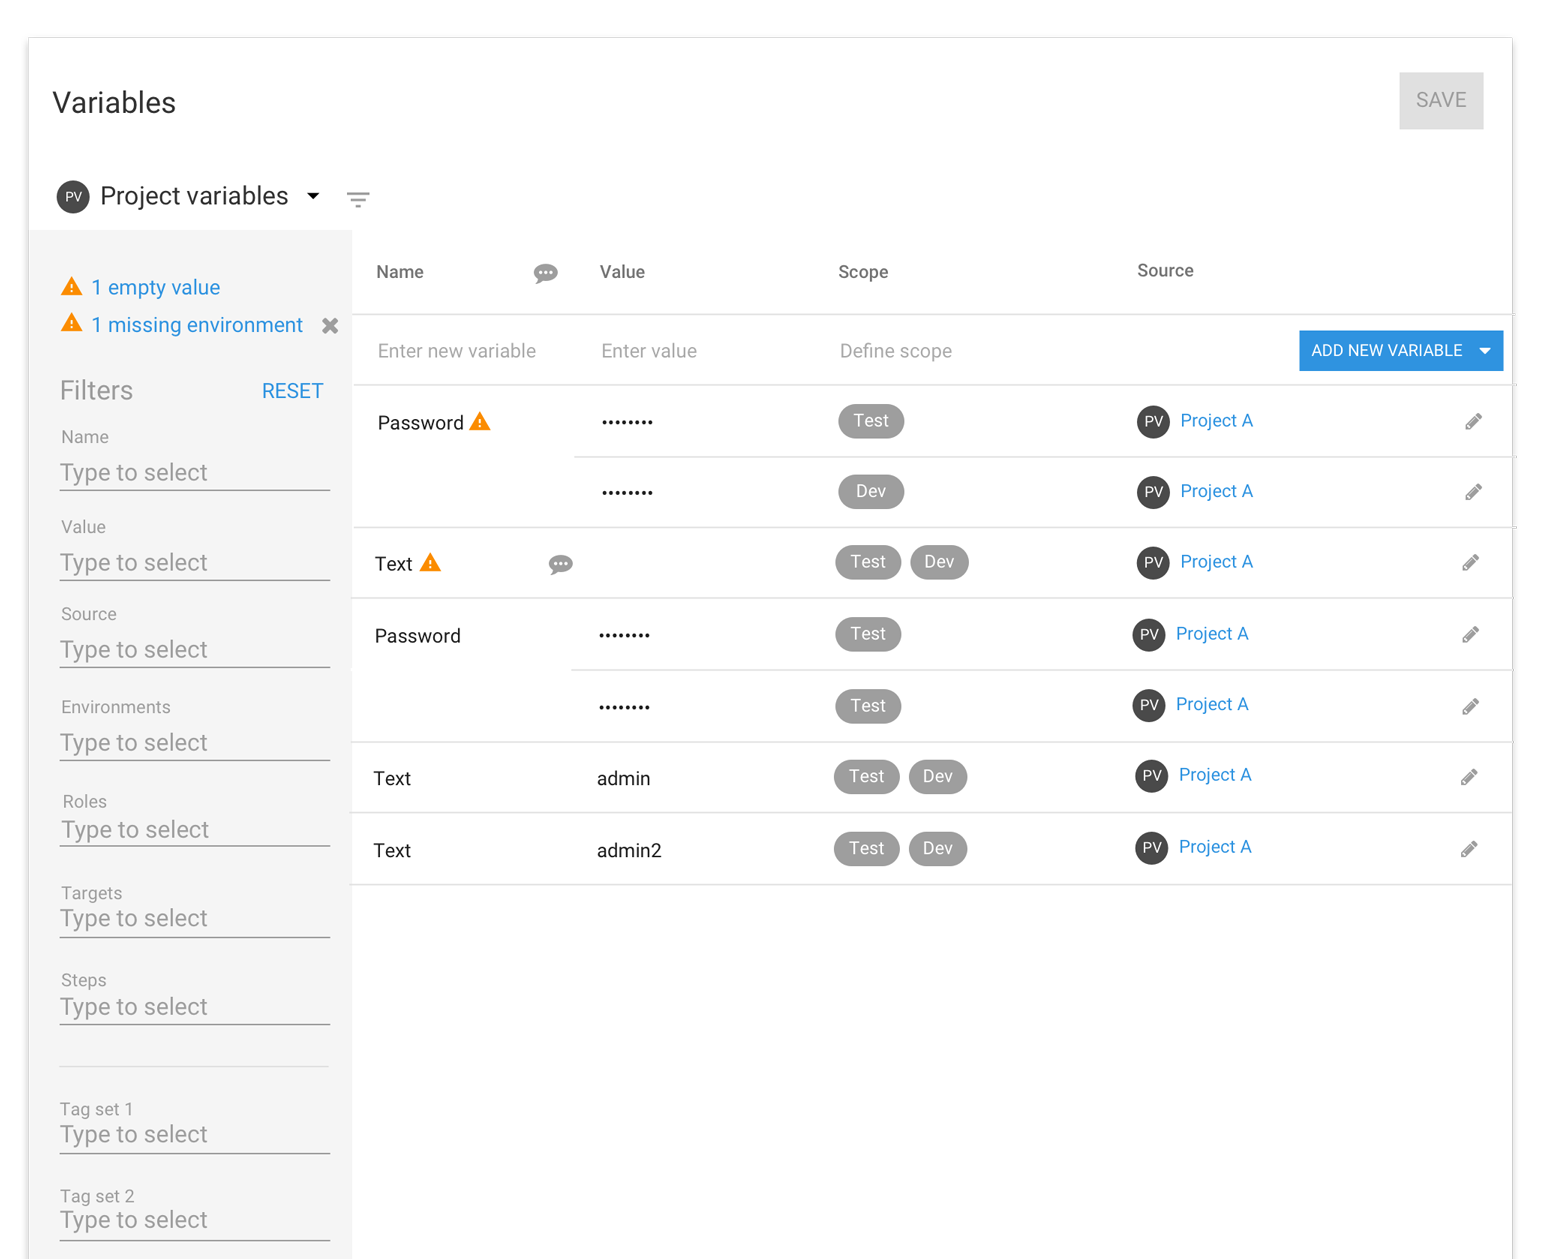 Variables
SAVE
PV Project variables
1 empty value
1 missing environment
Filters RESET
Name
Type to select
Value
Type to select
Source
Type to select
Environments
Type to select
Roles
Type to select
Targets
Type to select
Steps
Type to select
Tag set 1
Type to select
Tag set 2
Type to select
Name Value Scope Source
Enter new variable Enter value Define scope ADD NEW VARIABLE
Password •••••••• Test PV Project A
•••••••• Dev PV Project A
Text Test Dev PV Project A
Password •••••••• Test PV Project A
•••••••• Test PV Project A
Text admin Test Dev PV Project A
Text admin2 Test Dev PV Project A